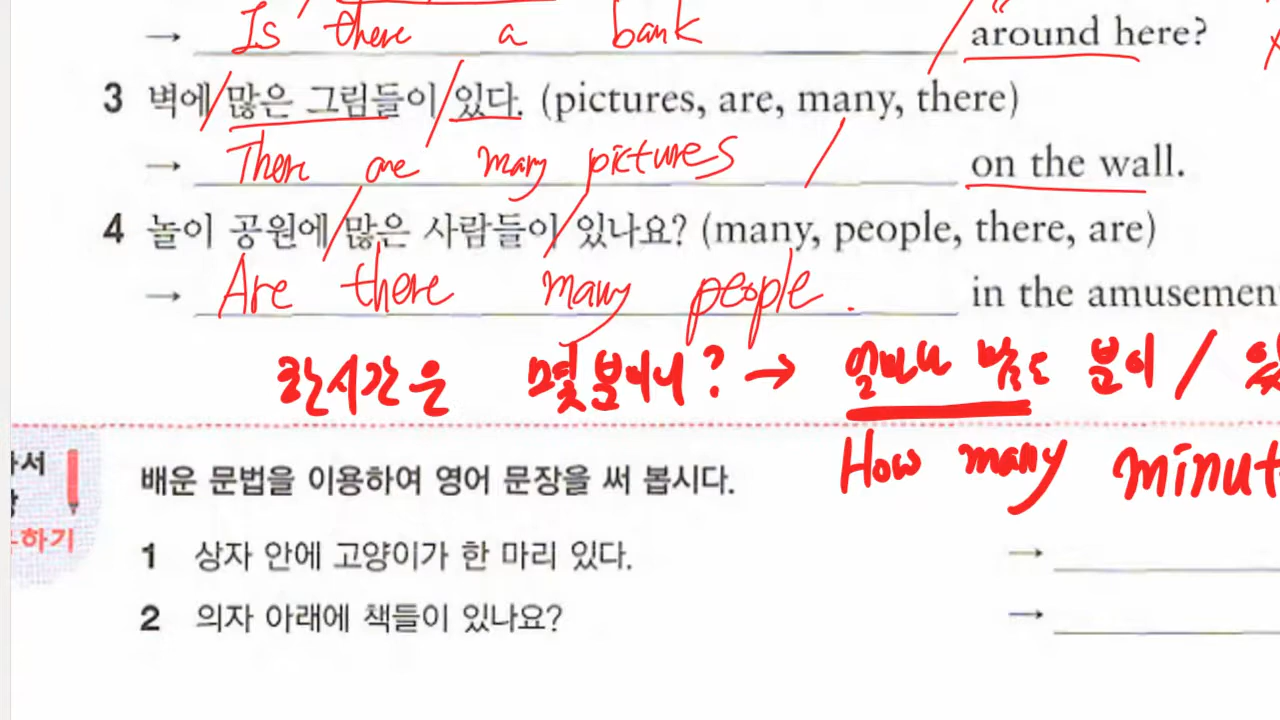 → Is there a bank around here?
3 벽에/많은 그림들이/있다. (pictures, are, many, there)
→ There are many pictures / on the wall.
4 놀이 공원에/많은 사람들이/있나요? (many, people, there, are)
→ Are there many people. in the amusemen
한시간은 몇분이니? → 얼마나 많은 분이 / 있
How many minut
서
하기
배운 문법을 이용하여 영어 문장을 써 봅시다.
1 상자 안에 고양이가 한 마리 있다. →
2 의자 아래에 책들이 있나요? →